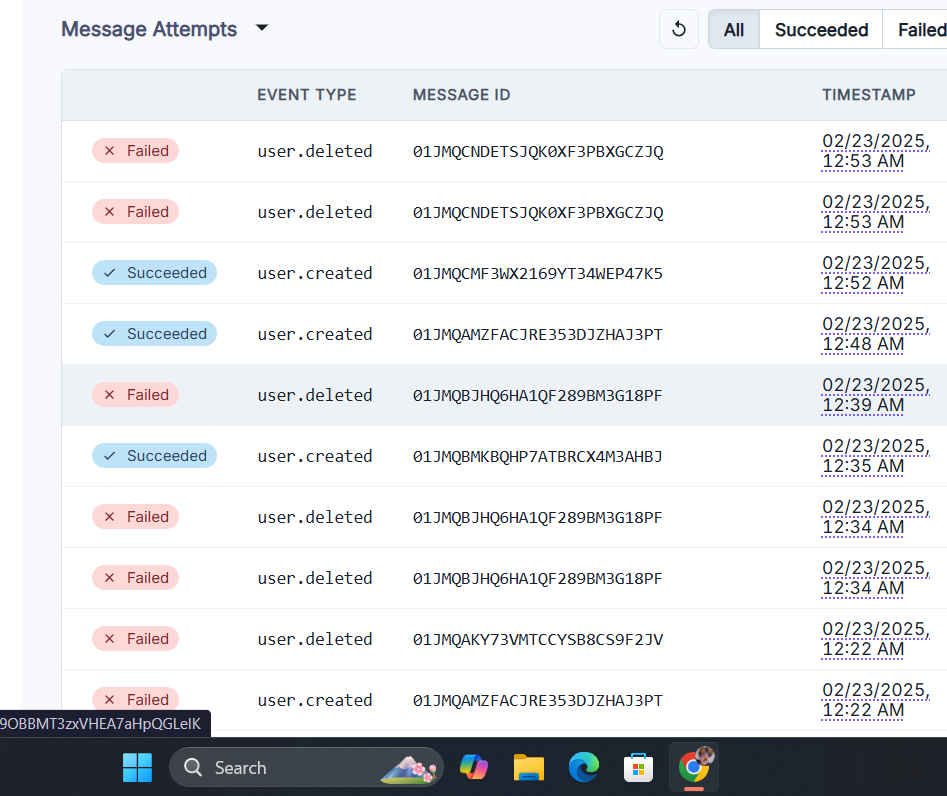 Message Attempts
All Succeeded Failed
EVENT TYPE MESSAGE ID TIMESTAMP
Failed user.deleted 01JMQCNDETSJQK0XF3PBXGCZJQ 02/23/2025,
12:53 AM
Failed user.deleted 01JMQCNDETSJQK0XF3PBXGCZJQ 02/23/2025,
12:53 AM
Succeeded user.created 01JMQCMF3WX2169YT34WEP47K5 02/23/2025,
12:52 AM
Succeeded user.created 01JMQAMZFACJRE353DJZHAJ3PT 02/23/2025,
12:48 AM
Failed user.deleted 01JMQBJHQ6HA1QF289BM3G18PF 02/23/2025,
12:39 AM
Succeeded user.created 01JMQBMKBQHP7ATBRCX4M3AHBJ 02/23/2025,
12:35 AM
Failed user.deleted 01JMQBJHQ6HA1QF289BM3G18PF 02/23/2025,
12:34 AM
Failed user.deleted 01JMQBJHQ6HA1QF289BM3G18PF 02/23/2025,
12:34 AM
Failed user.deleted 01JMQAKY73VMTCCYSB8CS9F2JV 02/23/2025,
12:22 AM
Failed user.created 01JMQAMZFACJRE353DJZHAJ3PT 02/23/2025,
12:22 AM
9OBBMT3zxVHEA7aHpQGLeIK
Search